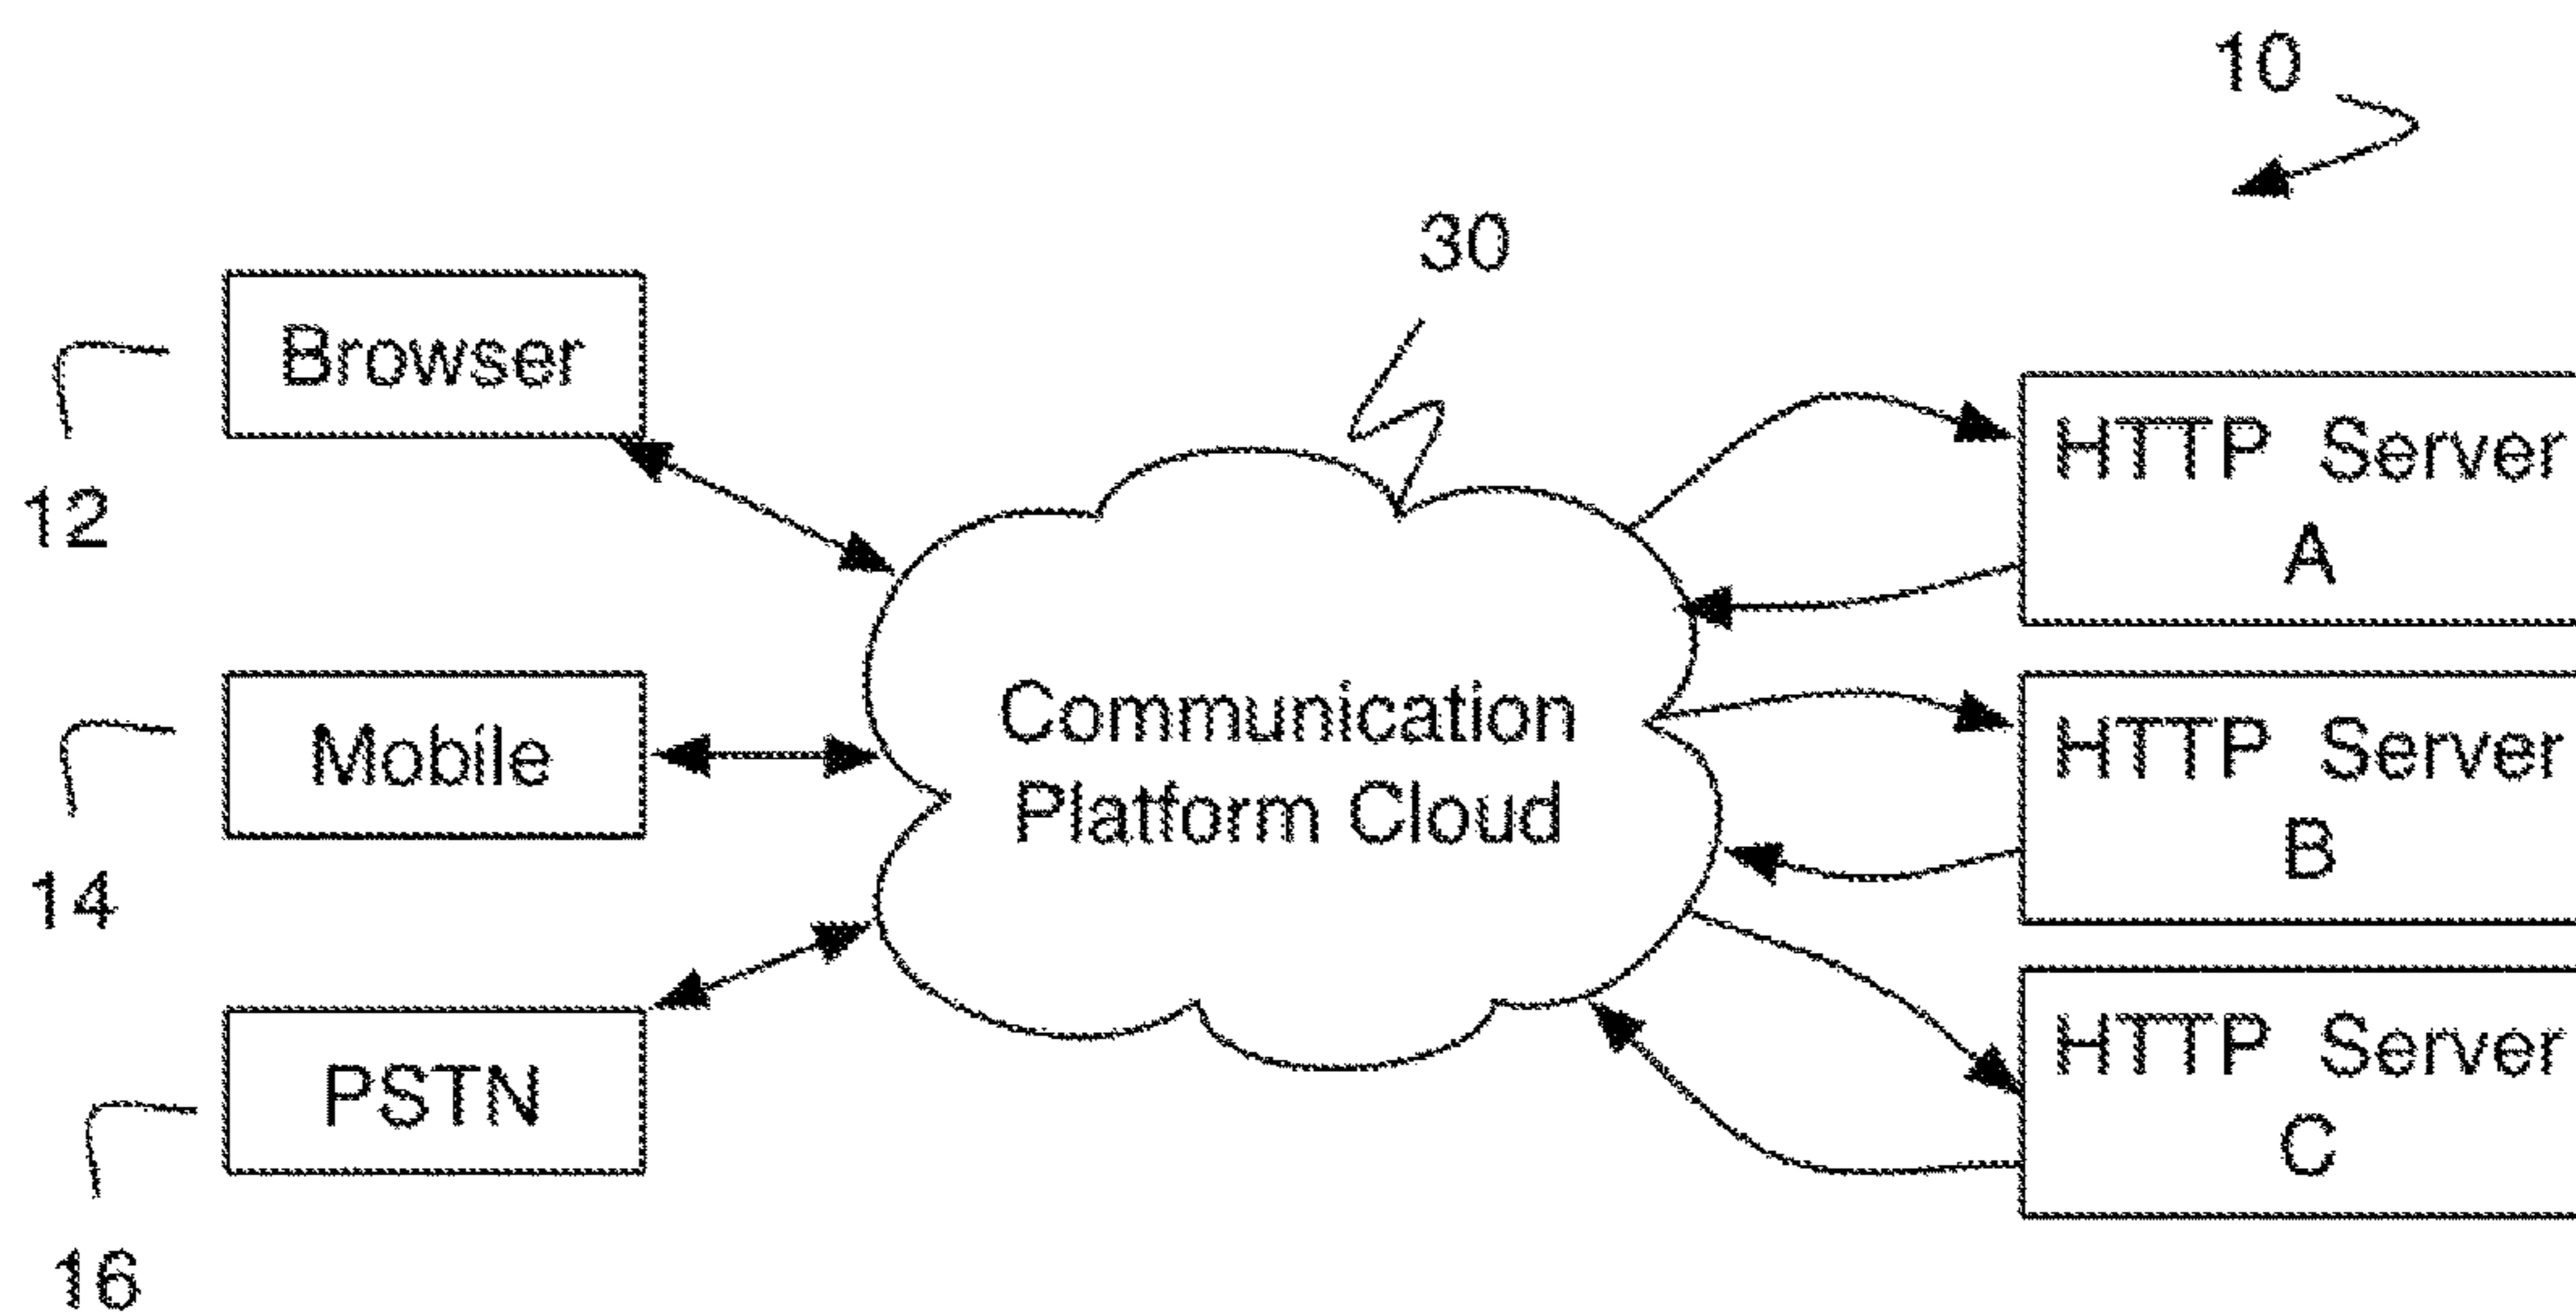 10
30
Browser
12
HTTP Server
A
Mobile
14
Communication
Platform Cloud
HTTP Server
B
PSTN
16
HTTP Server
C